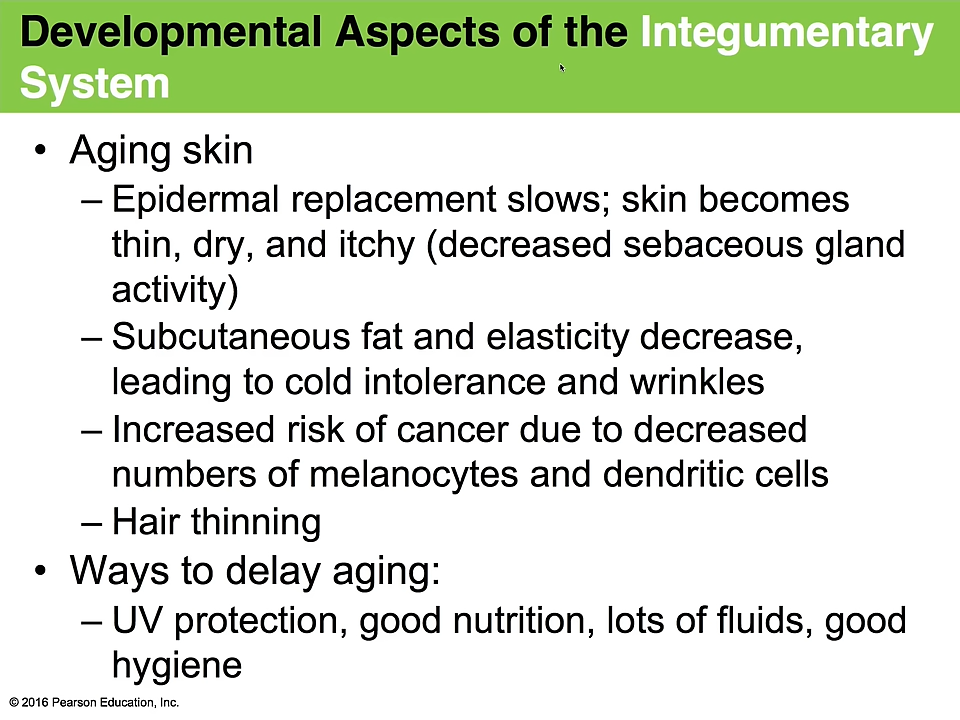 Developmental Aspects of the Integumentary
System
• Aging skin
– Epidermal replacement slows; skin becomes
thin, dry, and itchy (decreased sebaceous gland
activity)
– Subcutaneous fat and elasticity decrease,
leading to cold intolerance and wrinkles
– Increased risk of cancer due to decreased
numbers of melanocytes and dendritic cells
– Hair thinning
• Ways to delay aging:
– UV protection, good nutrition, lots of fluids, good
hygiene
© 2016 Pearson Education, Inc.